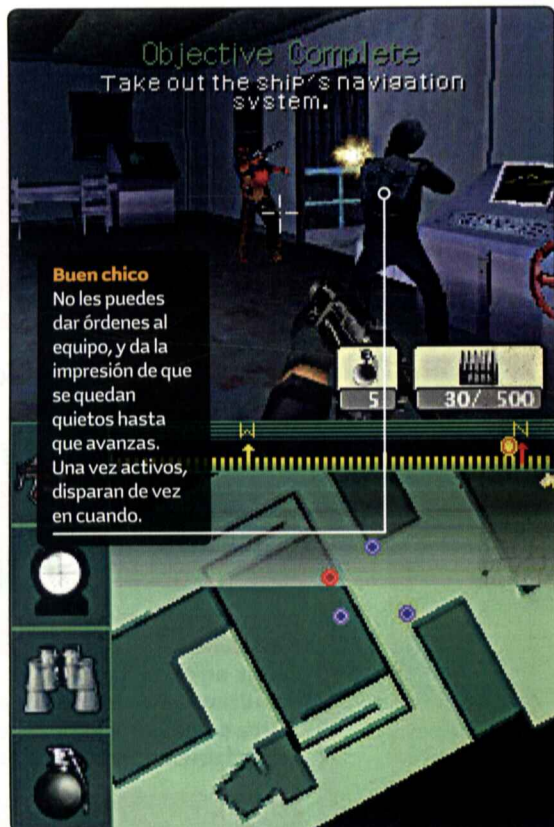 Objective Complete
Take out the ship's navigation
system.
Buen chico
No les puedes
dar órdenes al
equipo, y da la
impresión de que
se quedan
quietos hasta
que avanzas.
Una vez activos,
disparan de vez
en cuando.
5
30/ 500
W
N